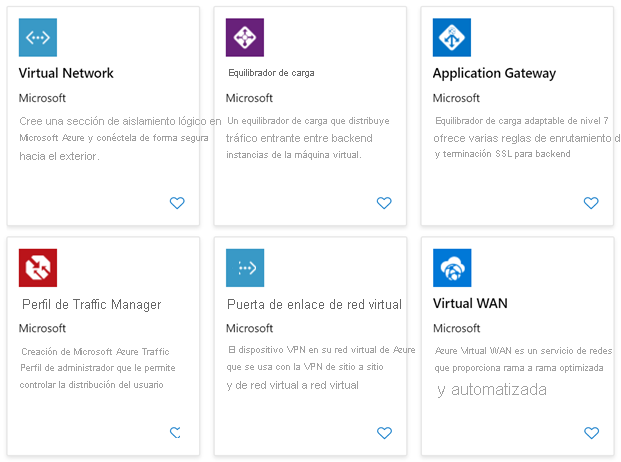 Virtual Network
Microsoft
Cree una sección de aislamiento lógico en
Microsoft Azure y conéctela de forma segura
hacia el exterior.
Equilibrador de carga
Microsoft
Un equilibrador de carga que distribuye
tráfico entrante entre backend
instancias de la máquina virtual.
Application Gateway
Microsoft
Equilibrador de carga adaptable de nivel 7
ofrece varias reglas de enrutamiento d
y terminación SSL para backend
Perfil de Traffic Manager
Microsoft
Creación de Microsoft Azure Traffic
Perfil de administrador que le permite
controlar la distribución del usuario
Puerta de enlace de red virtual
Microsoft
El dispositivo VPN en su red virtual de Azure
que se usa con la VPN de sitio a sitio
y de red virtual a red virtual
Virtual WAN
Microsoft
Azure Virtual WAN es un servicio de redes
que proporciona rama a rama optimizada
y automatizada